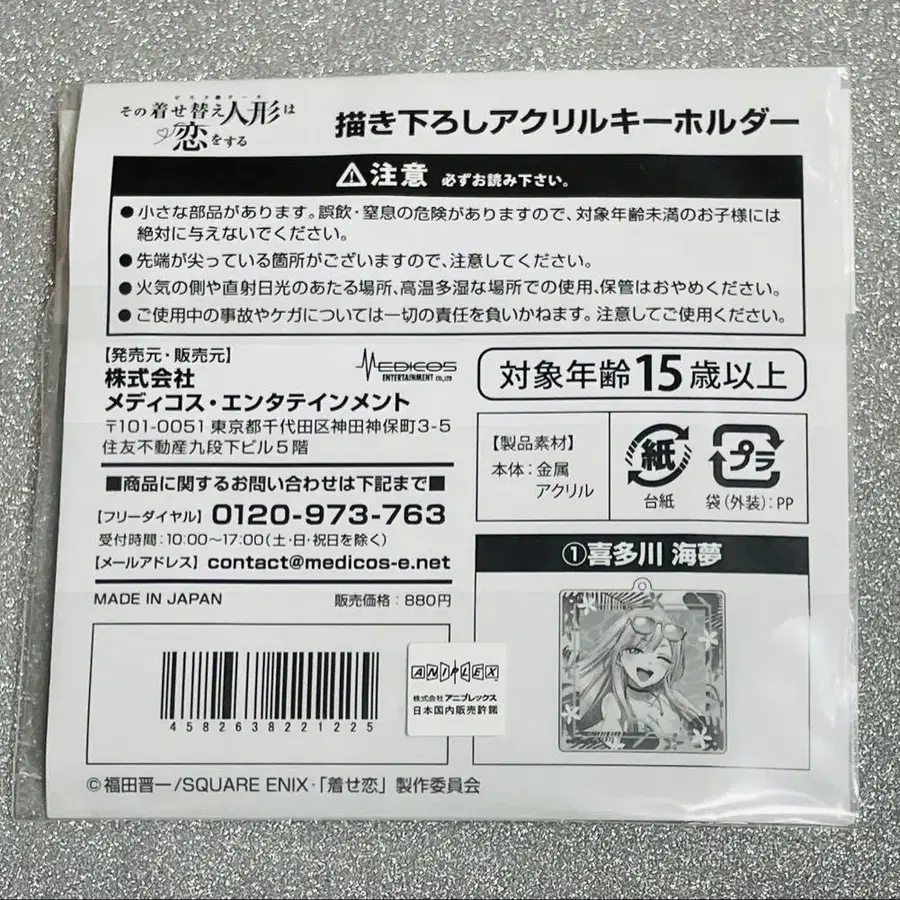 その着せ替え人形は
ビスク・ドール
恋をする
描き下ろしアクリルキーホルダー
注意 必ずお読み下さい。
●小さな部品があります。誤飲・窒息の危険がありますので、対象年齢未満のお子様には
絶対に与えないでください。
●先端が尖っている箇所がございますので、注意してください。
●火気の側や直射日光のあたる場所、高温多湿な場所での使用、保管はおやめください。
●ご使用中の事故やケガについては一切の責任を負いかねます。注意してご使用ください。
【発売元・販売元】
株式会社
メディコス・エンタテインメント
〒101-0051 東京都千代田区神田神保町3-5
住友不動産九段下ビル5階
MEDICOS
ENTERTAINMENT CO.,LTD
■商品に関するお問い合わせは下記まで■
【フリーダイヤル】 0120-973-763
受付時間:10:00~17:00(土・日・祝日を除く)
【メールアドレス】 contact@medicos-e.net
MADE IN JAPAN 販売価格:880円
対象年齢15歳以上
【製品素材】
本体:金属
アクリル
紙
台紙
プラ
袋(外装):PP
①喜多川 海夢
4582638221225
ANIPLEX
株式会社アニプレックス
日本国内販売許諾
©福田晋一/SQUARE ENIX・「着せ恋」製作委員会